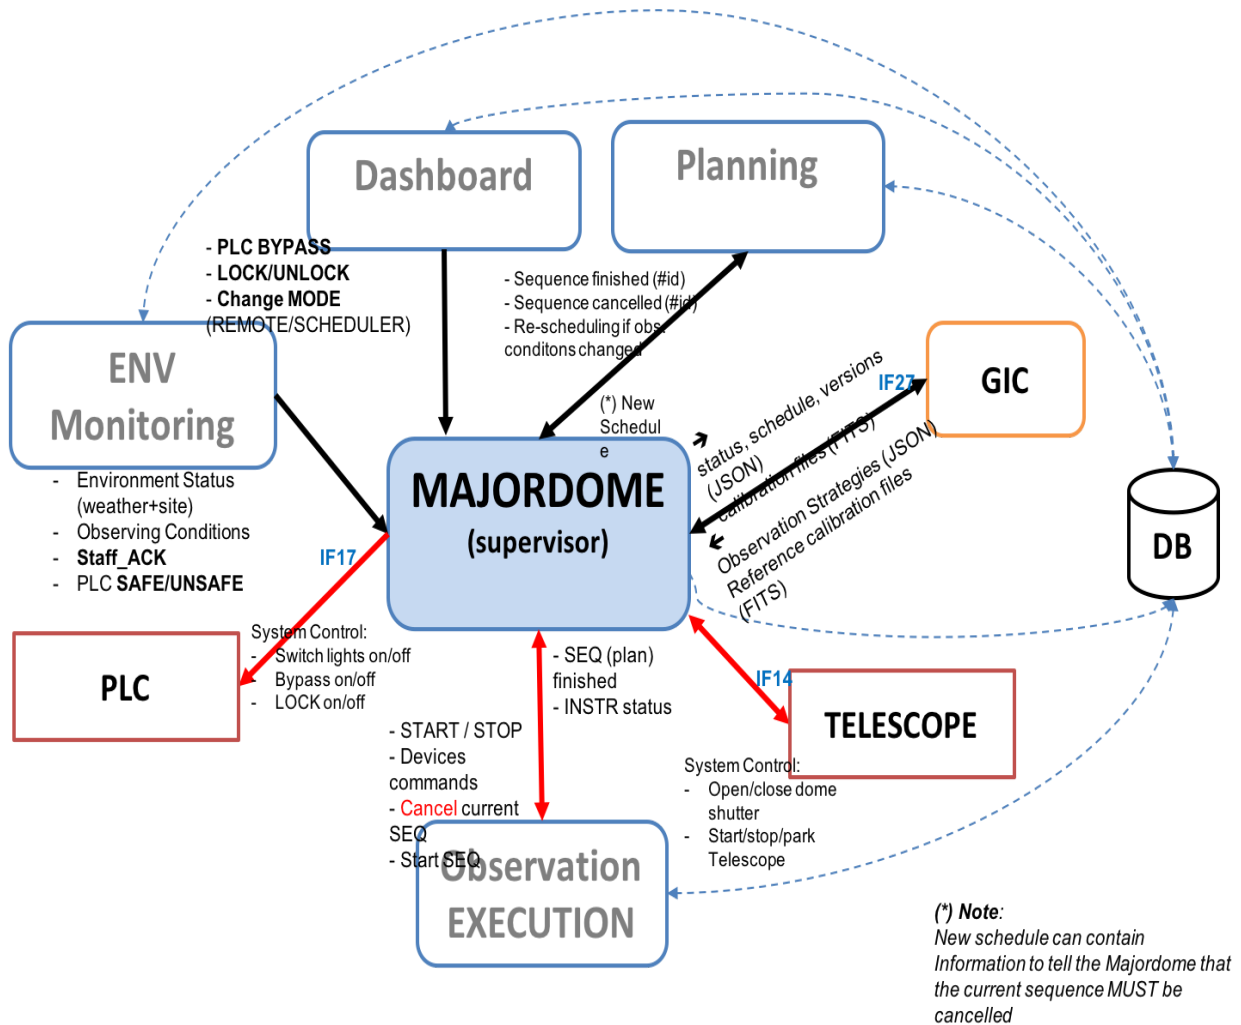 Dashboard
Planning
- PLC BYPASS
- LOCK/UNLOCK
- Change MODE
(REMOTE/SCHEDULER)
- Sequence finished (#id)
- Sequence cancelled (#id)
- Re-scheduling if obs.
conditons changed
ENV
Monitoring
(*) New
Schedul
e
IF27
GIC
➔
status, schedule, versions
(JSON)
calibration files (FITS)
➔
Observation Strategies (JSON)
Reference calibration files
(FITS)
MAJORDOME
(supervisor)
- Environment Status
(weather+site)
- Observing Conditions
- Staff_ACK
- PLC SAFE/UNSAFE
IF17
DB
PLC
System Control:
- Switch lights on/off
- Bypass on/off
- LOCK on/off
- SEQ (plan)
finished
- INSTR status
IF14
TELESCOPE
- START / STOP
- Devices
commands
- Cancel current
SEQ
- Start SEQ
System Control:
- Open/close dome
shutter
- Start/stop/park
Telescope
Observation
EXECUTION
(*) Note:
New schedule can contain
Information to tell the Majordome that
the current sequence MUST be
cancelled